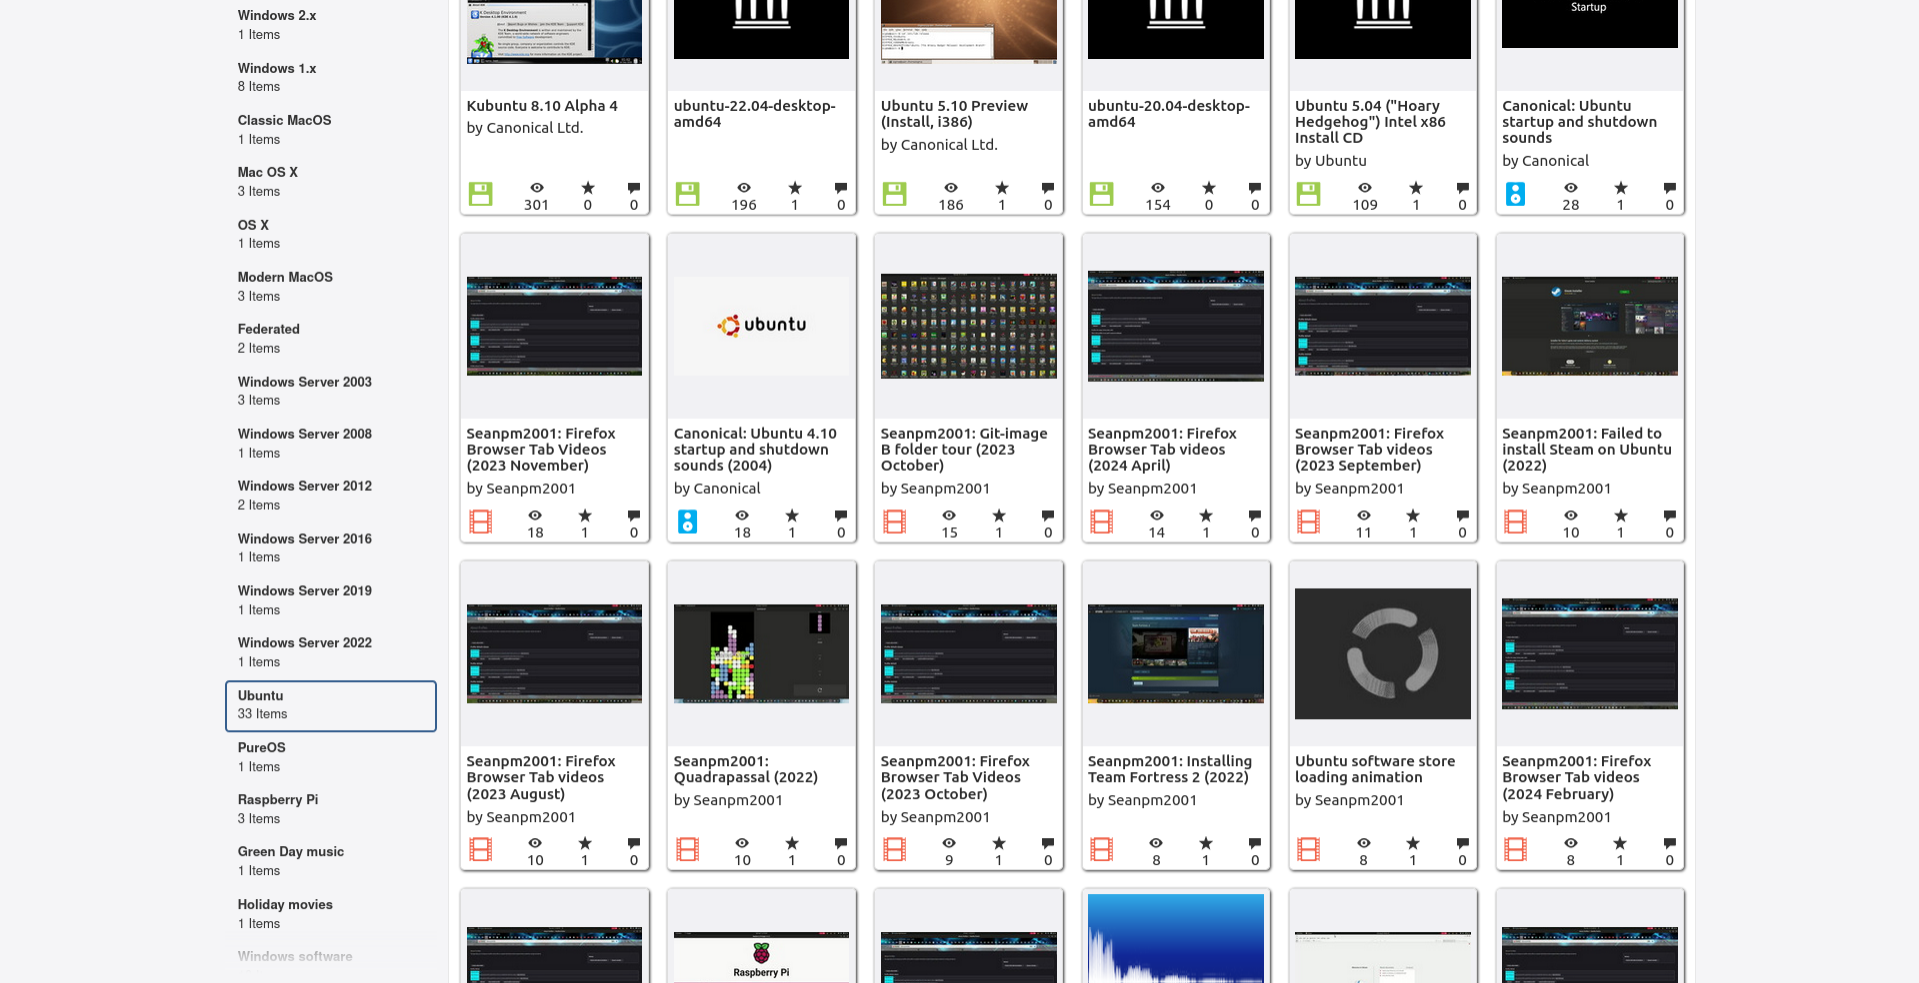 Windows 2.x
1 Items
Windows 1.x
8 Items
Classic MacOS
1 Items
Mac OS X
3 Items
OS X
1 Items
Modern MacOS
3 Items
Federated
2 Items
Windows Server 2003
3 Items
Windows Server 2008
1 Items
Windows Server 2012
2 Items
Windows Server 2016
1 Items
Windows Server 2019
1 Items
Windows Server 2022
1 Items
Ubuntu
33 Items
PureOS
1 Items
Raspberry Pi
3 Items
Green Day music
1 Items
Holiday movies
1 Items
Windows software
Startup
Kubuntu 8.10 Alpha 4
by Canonical Ltd.
301 0 0
ubuntu-22.04-desktop-
amd64
196 1 0
Ubuntu 5.10 Preview
(Install, i386)
by Canonical Ltd.
186 1 0
ubuntu-20.04-desktop-
amd64
154 0 0
Ubuntu 5.04 ("Hoary
Hedgehog") Intel x86
Install CD
by Ubuntu
109 1 0
Canonical: Ubuntu
startup and shutdown
sounds
by Canonical
28 1 0
Seanpm2001: Firefox
Browser Tab Videos
(2023 November)
by Seanpm2001
18 1 0
ubuntu
Canonical: Ubuntu 4.10
startup and shutdown
sounds (2004)
by Canonical
18 1 0
Seanpm2001: Git-image
B folder tour (2023
October)
by Seanpm2001
15 1 0
Seanpm2001: Firefox
Browser Tab videos
(2024 April)
by Seanpm2001
14 1 0
Seanpm2001: Firefox
Browser Tab videos
(2023 September)
by Seanpm2001
11 1 0
Seanpm2001: Failed to
install Steam on Ubuntu
(2022)
by Seanpm2001
10 1 0
Seanpm2001: Firefox
Browser Tab videos
(2023 August)
by Seanpm2001
10 1 0
Seanpm2001:
Quadrapassal (2022)
by Seanpm2001
10 1 0
Seanpm2001: Firefox
Browser Tab Videos
(2023 October)
by Seanpm2001
9 1 0
Seanpm2001: Installing
Team Fortress 2 (2022)
by Seanpm2001
8 1 0
Ubuntu software store
loading animation
by Seanpm2001
8 1 0
Seanpm2001: Firefox
Browser Tab videos
(2024 February)
by Seanpm2001
8 1 0
Raspberry Pi